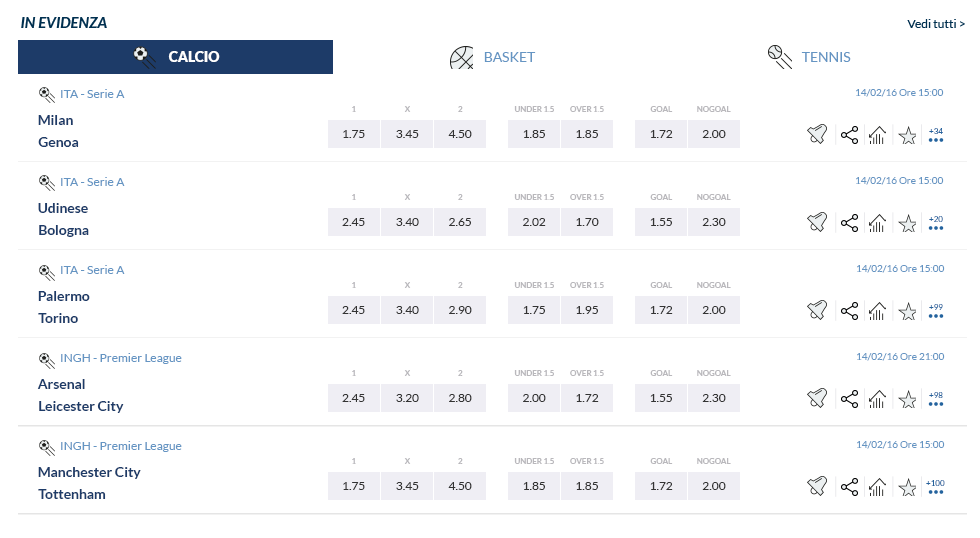 IN EVIDENZA Vedi tutti >
CALCIO BASKET TENNIS
ITA - Serie A 14/02/16 Ore 15:00
1 X 2 UNDER 1.5 OVER 1.5 GOAL NOGOAL
Milan
1.75 3.45 4.50 1.85 1.85 1.72 2.00 +34
Genoa
ITA - Serie A 14/02/16 Ore 15:00
1 X 2 UNDER 1.5 OVER 1.5 GOAL NOGOAL
Udinese
2.45 3.40 2.65 2.02 1.70 1.55 2.30 +20
Bologna
ITA - Serie A 14/02/16 Ore 15:00
1 X 2 UNDER 1.5 OVER 1.5 GOAL NOGOAL
Palermo
2.45 3.40 2.90 1.75 1.95 1.72 2.00 +99
Torino
INGH - Premier League 14/02/16 Ore 21:00
1 X 2 UNDER 1.5 OVER 1.5 GOAL NOGOAL
Arsenal
2.45 3.20 2.80 2.00 1.72 1.55 2.30 +98
Leicester City
INGH - Premier League 14/02/16 Ore 15:00
1 X 2 UNDER 1.5 OVER 1.5 GOAL NOGOAL
Manchester City
1.75 3.45 4.50 1.85 1.85 1.72 2.00 +100
Tottenham